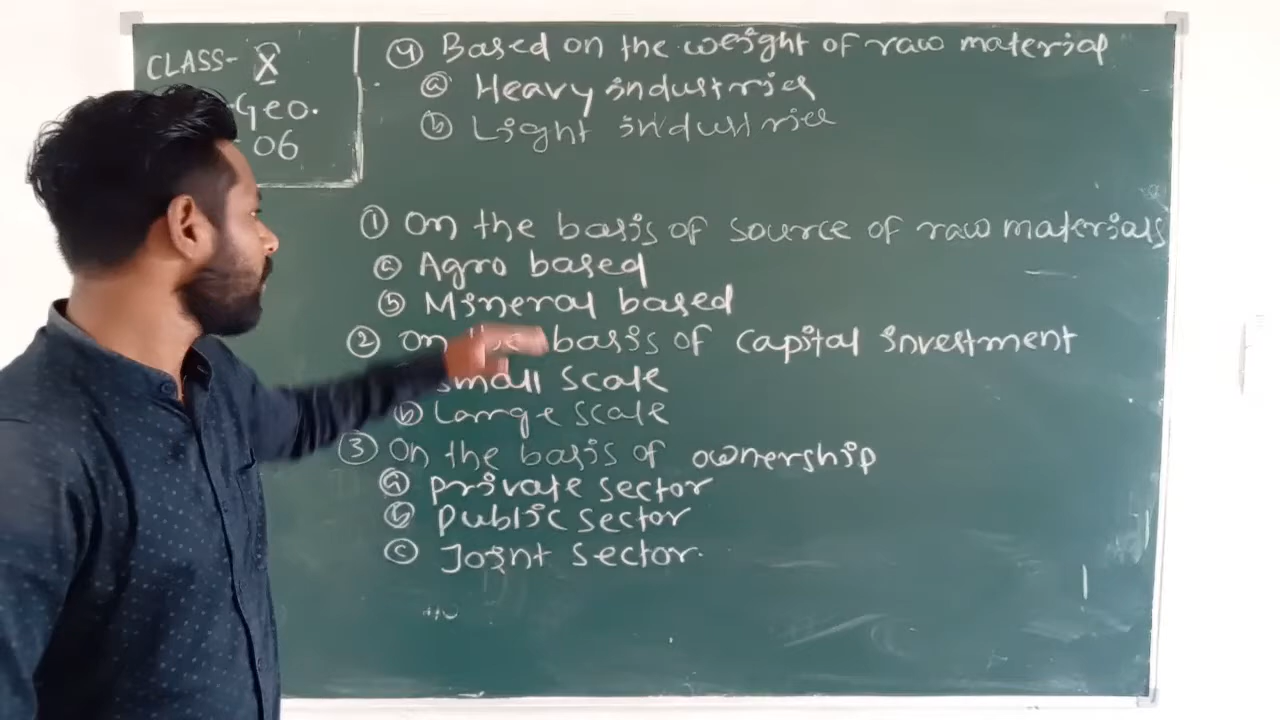 CLASS- X
Geo.
06
④ Based on the weight of raw material
ⓐ Heavy industries
ⓑ Light industries
① on the basis of source of raw materials
ⓐ Agro based
ⓑ Mineral based
② on the basis of capital investment
small scale
ⓑ Large scale
③ On the basis of ownership
ⓐ private sector
ⓑ public sector
ⓒ Joint sector.